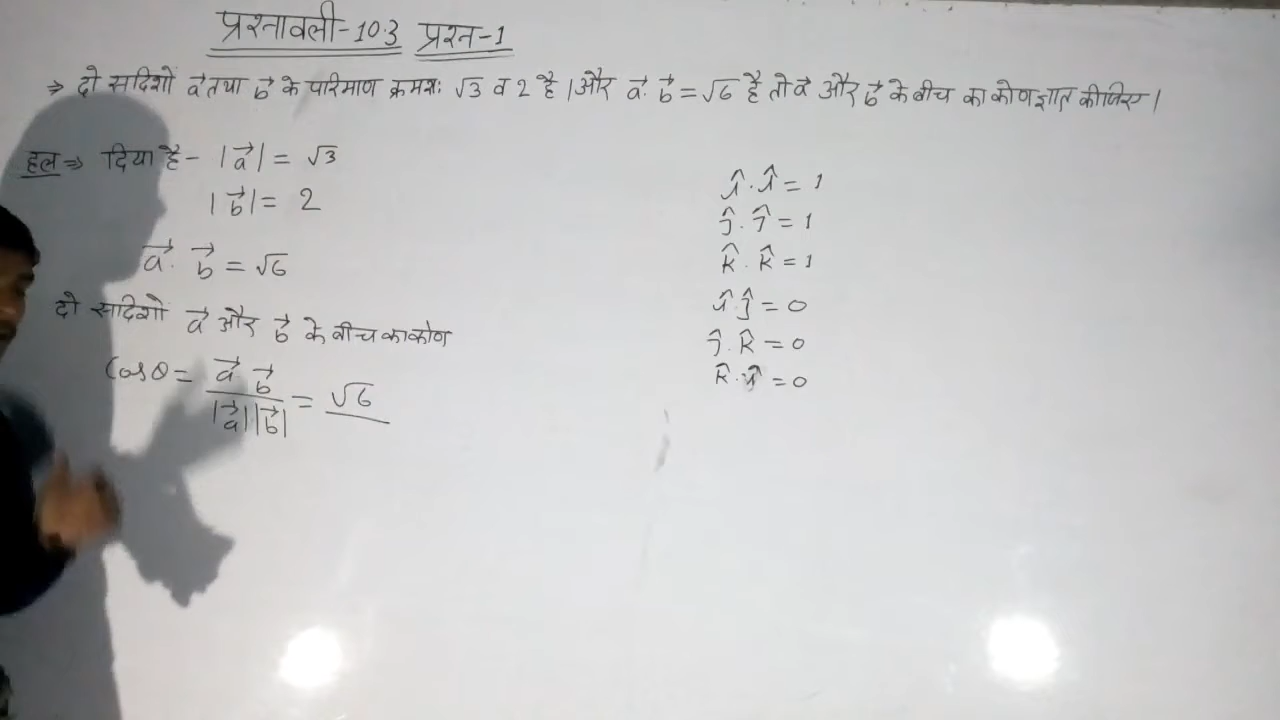 प्रश्नावली-10.3 प्रश्न-1
⇒ दो सदिशों a⃗ तथा b⃗ के परिमाण क्रमशः √3 व 2 है। और a⃗. b⃗ = √6 है तो a⃗ और b⃗ के बीच का कोण ज्ञात कीजिए।
हल ⇒ दिया है- |a⃗| = √3
|b⃗| = 2
a⃗. b⃗ = √6
दो सदिशों a⃗ और b⃗ के बीच का कोण
Cosθ = a⃗ b⃗ / |a⃗| |b⃗| = √6
î.î = 1
ĵ.ĵ = 1
k̂.k̂ = 1
î.ĵ = 0
ĵ.k̂ = 0
k̂.î = 0